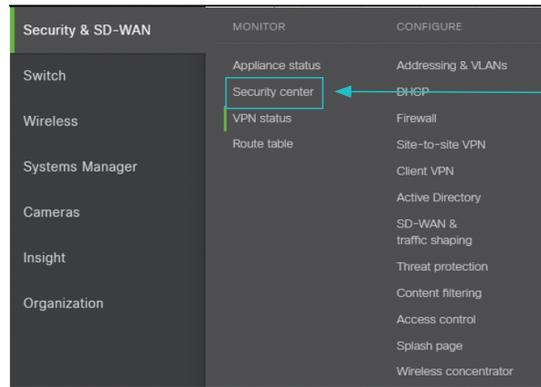 Security & SD-WAN
Switch
Wireless
Systems Manager
Cameras
Insight
Organization
MONITOR
Appliance status
Security center
VPN status
Route table
CONFIGURE
Addressing & VLANs
DHCP
Firewall
Site-to-site VPN
Client VPN
Active Directory
SD-WAN &
traffic shaping
Threat protection
Content filtering
Access control
Splash page
Wireless concentrator